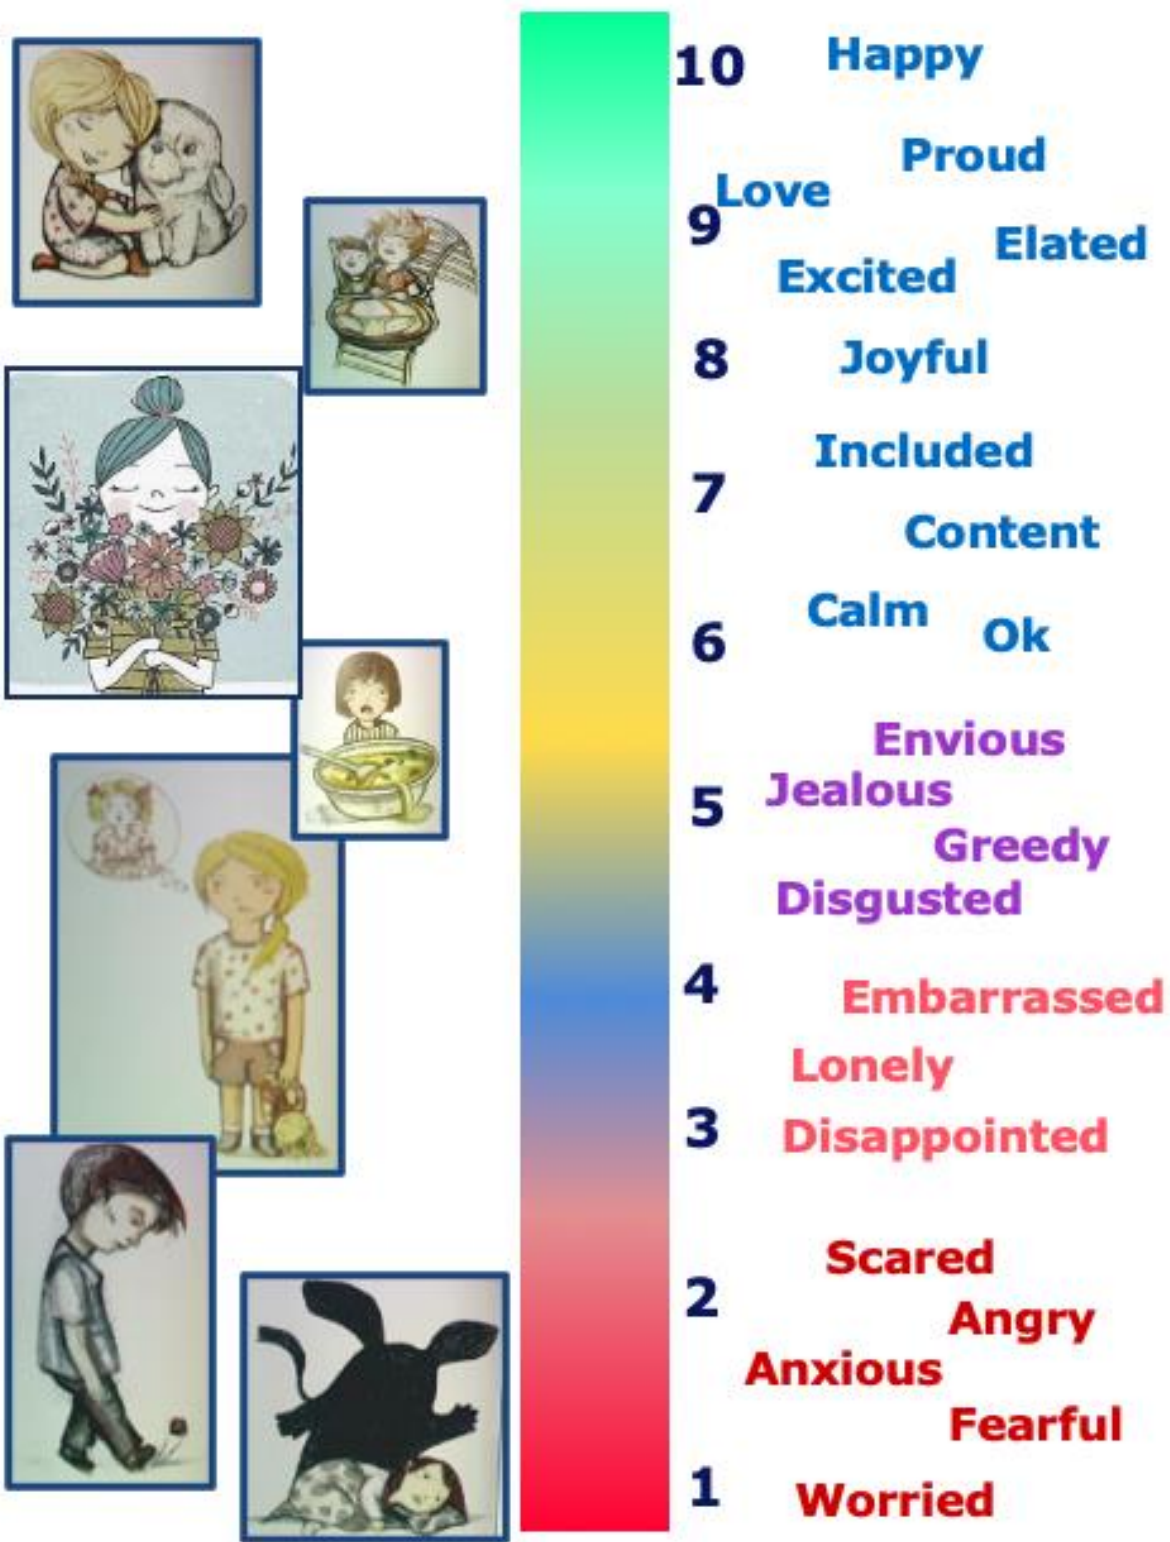 10 Happy
Proud
Love
9
Elated
Excited
8 Joyful
Included
7
Content
Calm
6 Ok
Envious
Jealous
5
Greedy
Disgusted
4 Embarrassed
Lonely
3 Disappointed
Scared
2
Angry
Anxious
Fearful
1 Worried